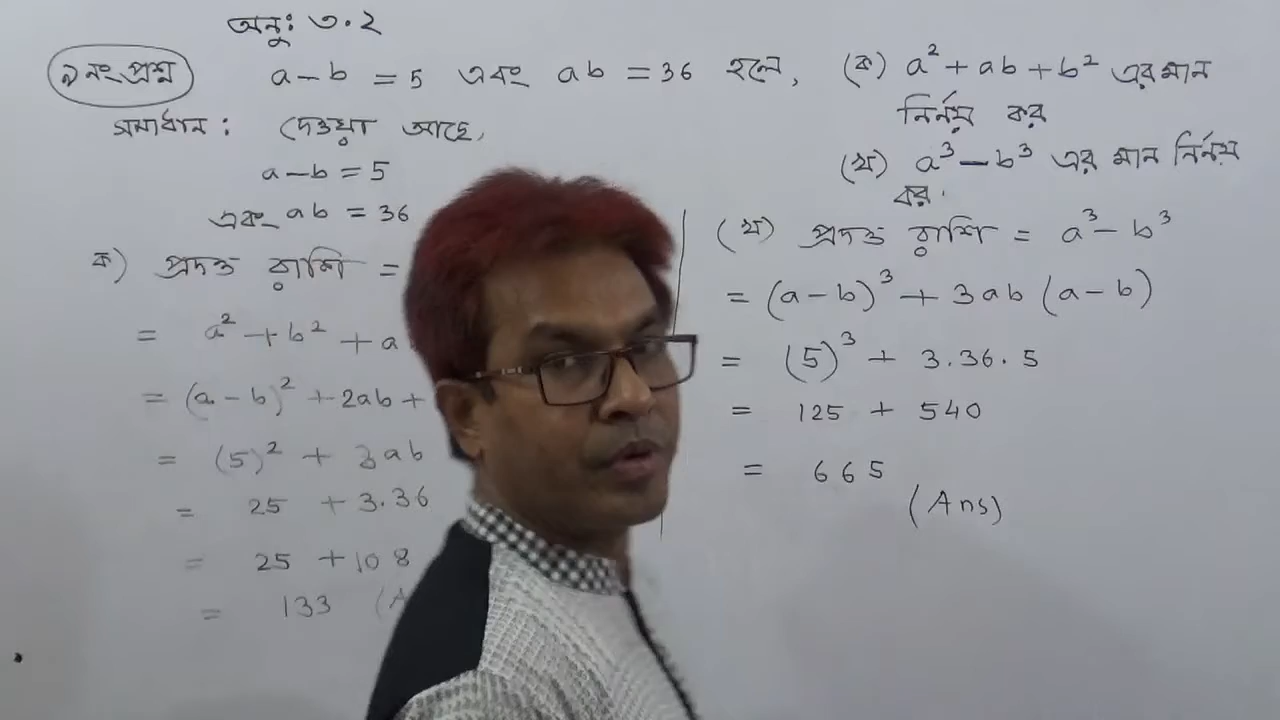 অনু: ৩.২
৯ নং প্রশ্ন a - b = 5 এবং ab = 36 হলে, (ক) a² + ab + b² এর মান
নির্নয় কর
(খ) a³ - b³ এর মান নির্নয়
কর.
সমাধান : দেওয়া আছে,
a - b = 5
এবং ab = 36
ক) প্রদত্ত রাশি =
= a² + b² + a
= (a - b)² + 2ab +
= (5)² + 3ab
= 25 + 3.36
= 25 + 108
= 133 (A
(খ) প্রদত্ত রাশি = a³ - b³
= (a - b)³ + 3ab (a - b)
= (5)³ + 3.36.5
= 125 + 540
= 665
(Ans)